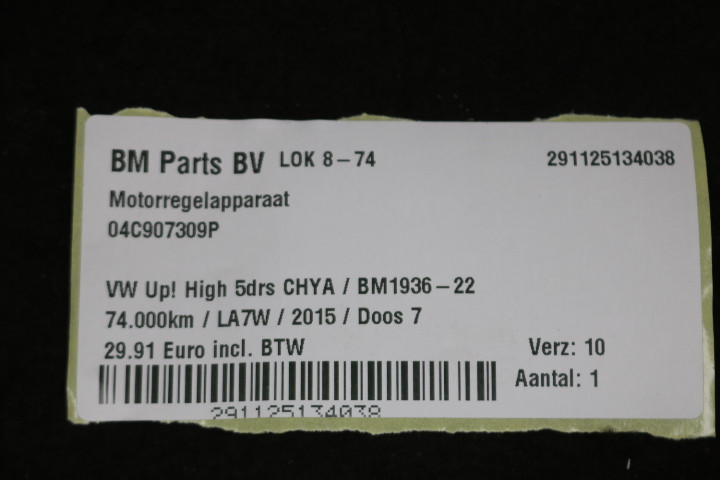 BM Parts BV LOK 8-74 291125134038
Motorregelapparaat
04C907309P
VW Up! High 5drs CHYA / BM1936-22
74.000km / LA7W / 2015 / Doos 7
29.91 Euro incl. BTW Verz: 10
Aantal: 1
291125134038